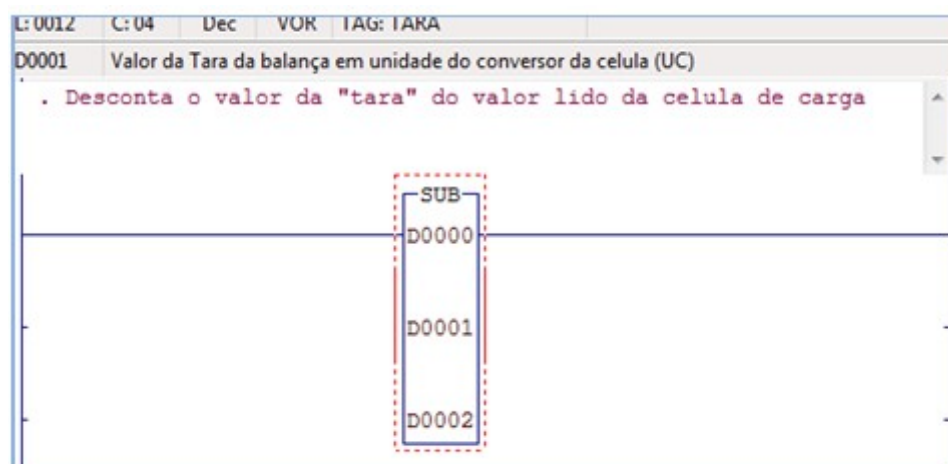 L: 0012 C: 04 Dec VOR TAG: TARA
D0001 Valor da Tara da balança em unidade do conversor da celula (UC)
. Desconta o valor da "tara" do valor lido da celula de carga
SUB
D0000
D0001
D0002